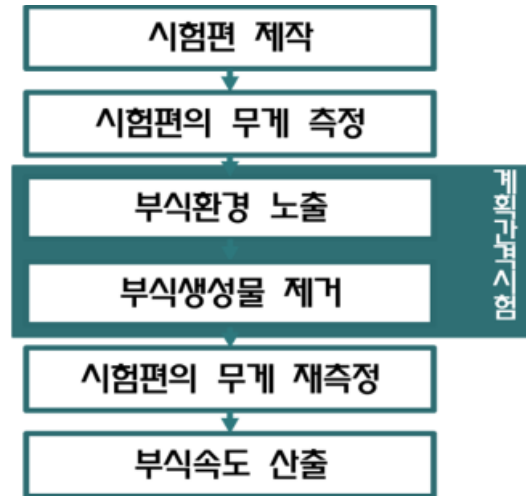 시험편 제작
시험편의 무게 측정
부식환경 노출
부식생성물 제거
계획간격시험
시험편의 무게 재측정
부식속도 산출